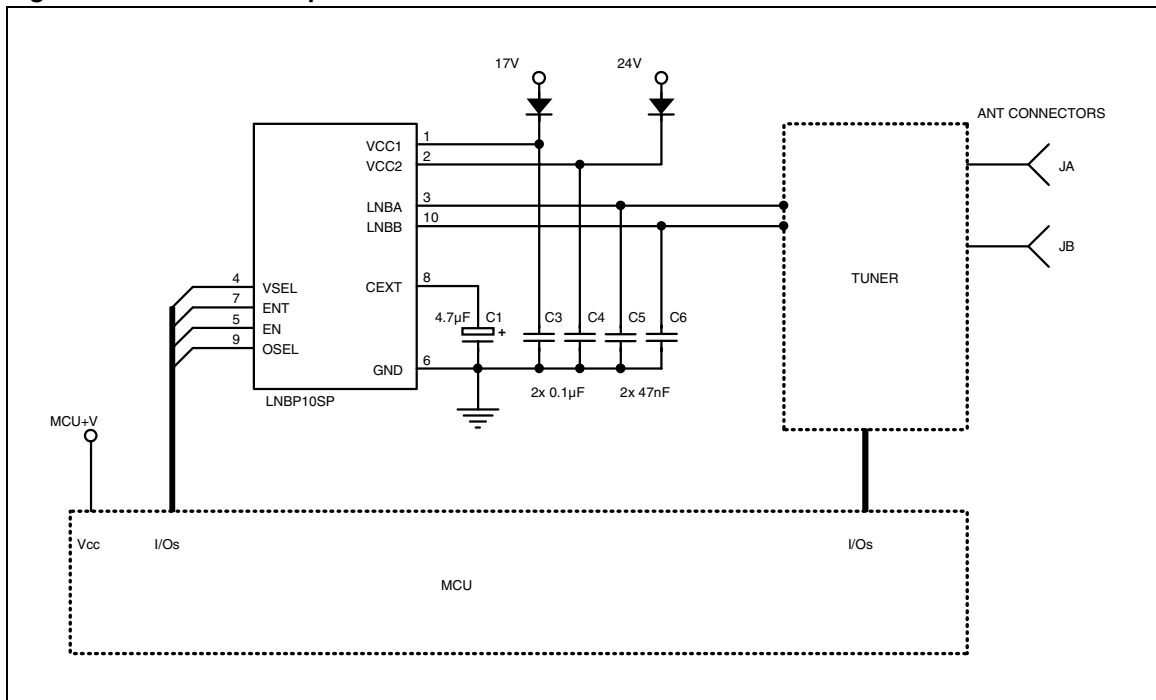 17V
24V
ANT CONNECTORS
1
VCC1
2
VCC2
JA
3
LNBA
10
LNBB
JB
TUNER
4
VSEL
8
CEXT
7
ENT
4.7µF
C1
+
C3
C4
C5
C6
5
EN
9
OSEL
6
GND
2x 0.1µF
2x 47nF
LNBP10SP
MCU+V
Vcc
I/Os
I/Os
MCU